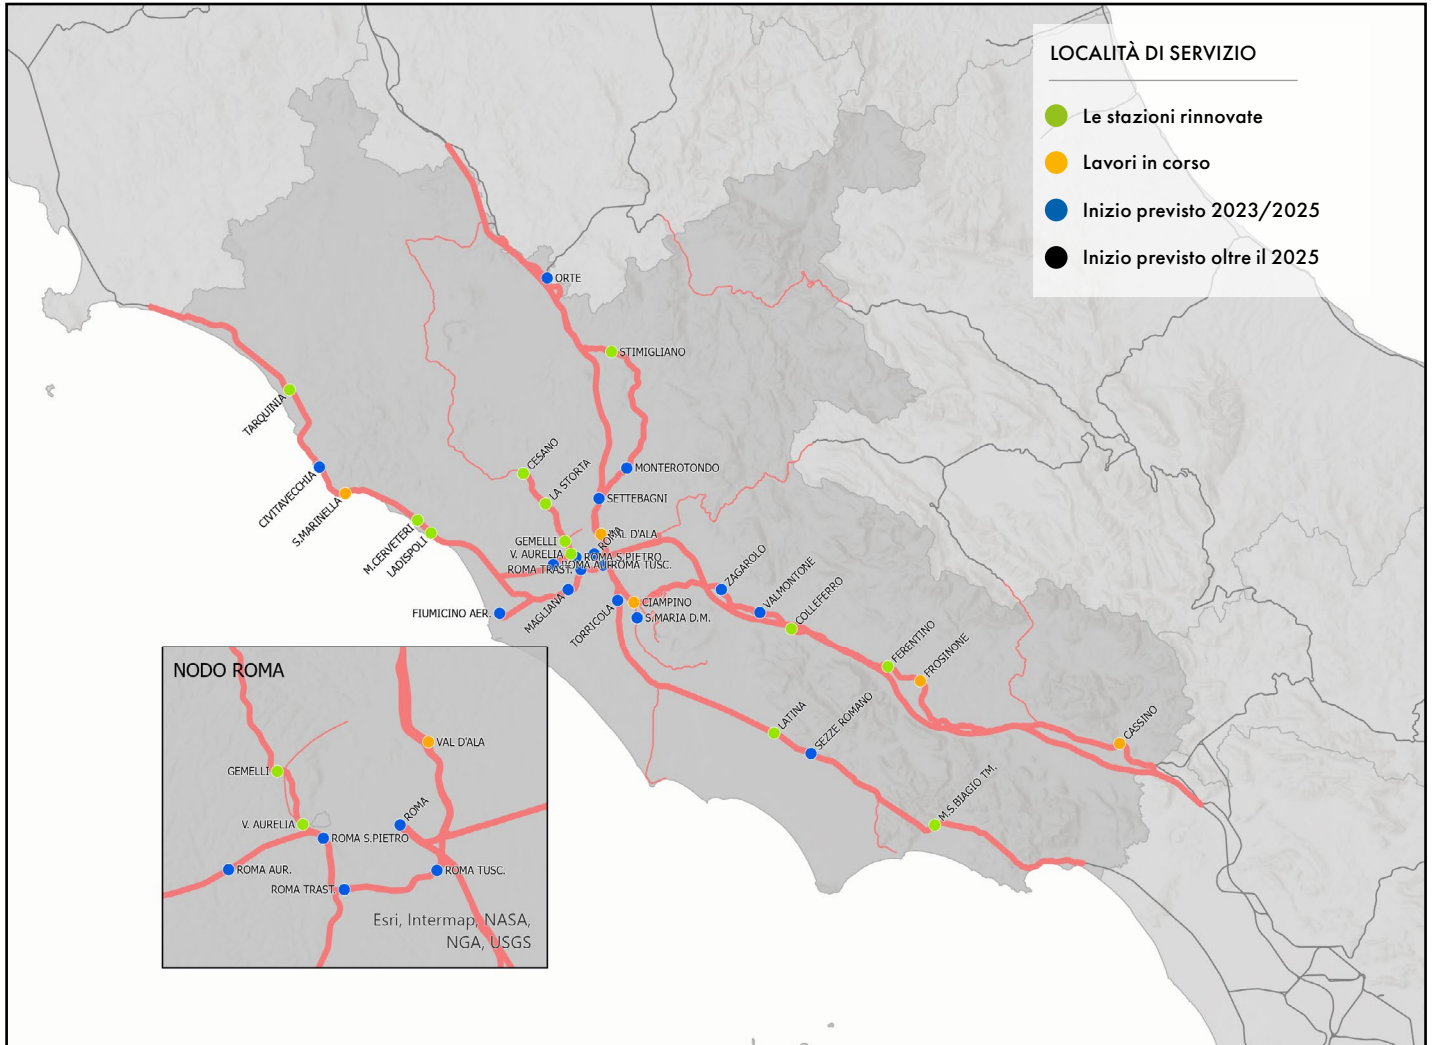 LOCALITÀ DI SERVIZIO
Le stazioni rinnovate
Lavori in corso
Inizio previsto 2023/2025
Inizio previsto oltre il 2025
ORTE
STIMIGLIANO
TARQUINIA
CIVITAVECCHIA
S.MARINELLA
M.CERVETERI
LADISPOLI
CESANO
LA STORTA
MONTEROTONDO
SETTEBAGNI
VAL D'ALA
ROMA
GEMELLI
V. AURELIA
ROMA S.PIETRO
ROMA AUR.
ROMA TRAST.
ROMA TUSC.
FIUMICINO AER.
MAGLIANA
TORRICOLA
CIAMPINO
S.MARIA D.M.
ZAGAROLO
VALMONTONE
COLLEFERRO
FERENTINO
FROSINONE
CASSINO
LATINA
SEZZE ROMANO
M.S.BIAGIO TM.
NODO ROMA
VAL D'ALA
GEMELLI
ROMA
V. AURELIA
ROMA S.PIETRO
ROMA AUR.
ROMA TUSC.
ROMA TRAST.
Esri, Intermap, NASA,
NGA, USGS